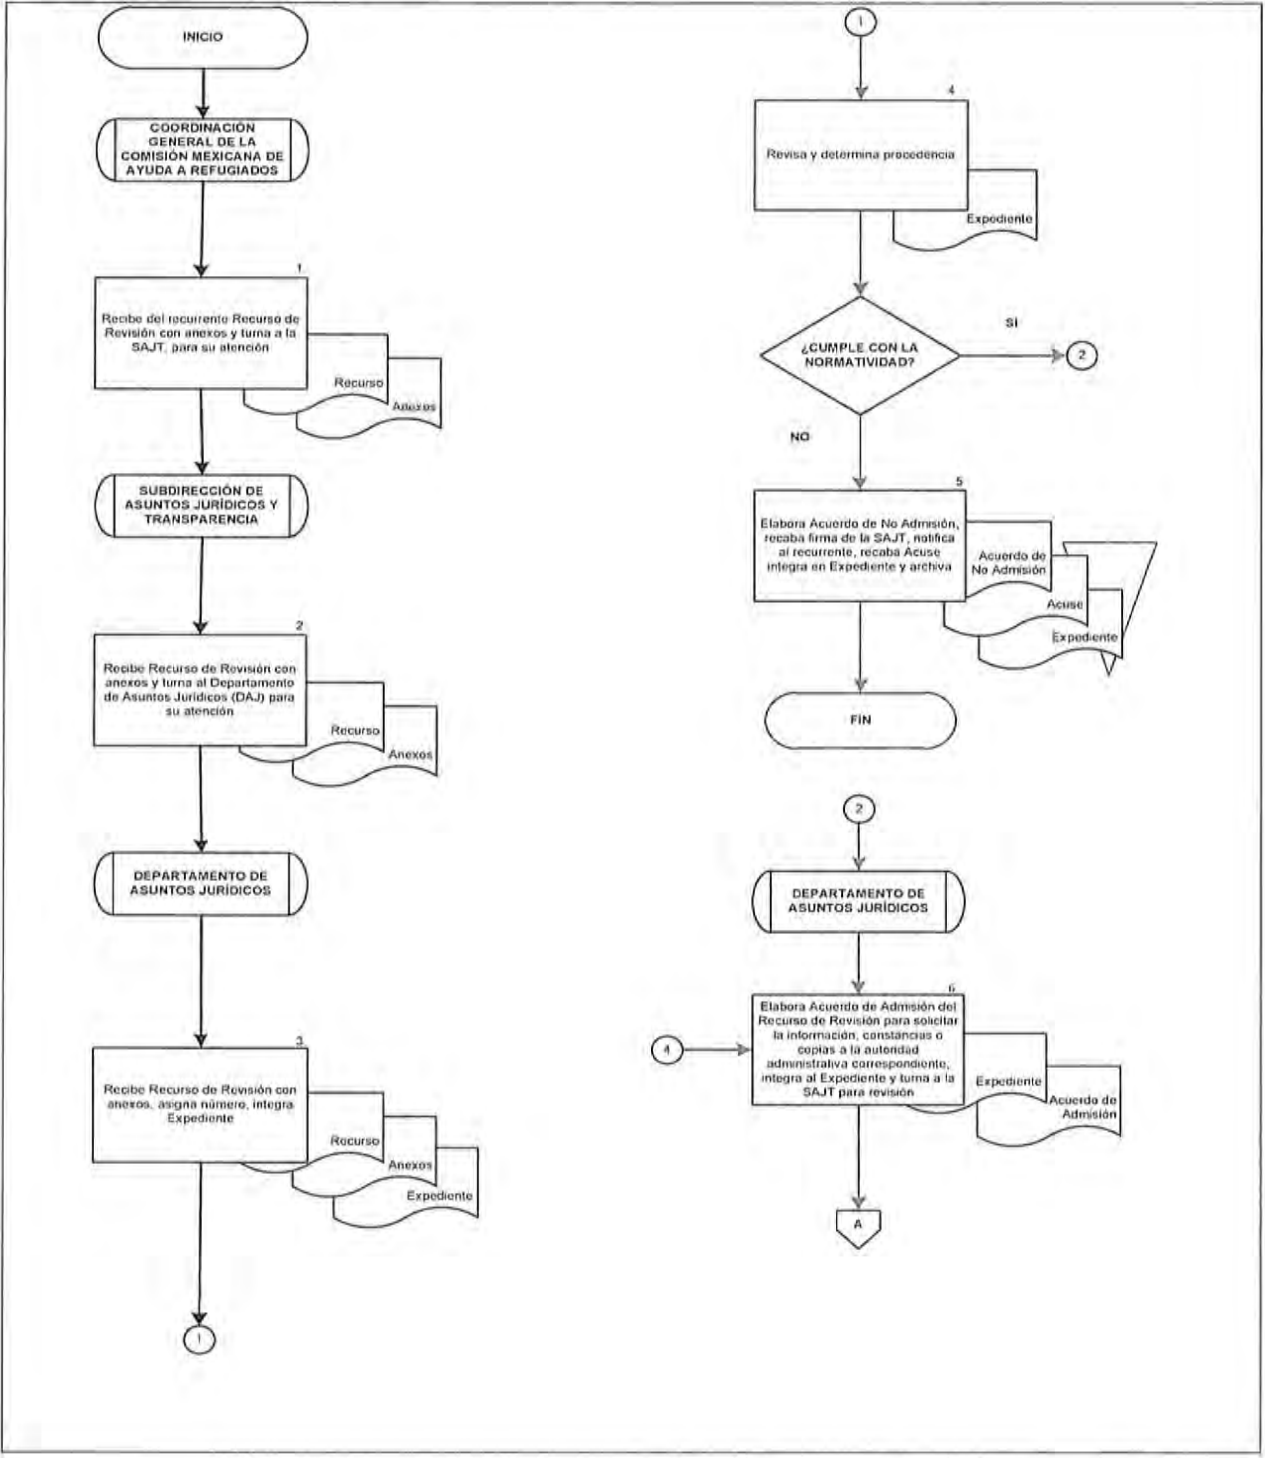 INICIO
COORDINACIÓN
GENERAL DE LA
COMISIÓN MEXICANA DE
AYUDA A REFUGIADOS
1
Recibe del recurrente Recurso de
Revisión con anexos y turna a la
SAJT, para su atención
Recurso
Anexos
SUBDIRECCIÓN DE
ASUNTOS JURÍDICOS Y
TRANSPARENCIA
2
Recibe Recurso de Revisión con
anexos y turna al Departamento
de Asuntos Jurídicos (DAJ) para
su atención
Recurso
Anexos
DEPARTAMENTO DE
ASUNTOS JURÍDICOS
3
Recibe Recurso de Revisión con
anexos, asigna número, integra
Expediente
Recurso
Anexos
Expediente
1
1
4
Revisa y determina procedencia
Expediente
¿CUMPLE CON LA
NORMATIVIDAD?
SI
2
NO
5
Elabora Acuerdo de No Admisión,
recaba firma de la SAJT, notifica
al recurrente, recaba Acuse
integra en Expediente y archiva
Acuerdo de
No Admisión
Acuse
Expediente
FIN
2
DEPARTAMENTO DE
ASUNTOS JURÍDICOS
6
4
Elabora Acuerdo de Admisión del
Recurso de Revisión para solicitar
la información, constancias o
copias a la autoridad
administrativa correspondiente,
integra al Expediente y turna a la
SAJT para revisión
Expediente
Acuerdo de
Admisión
A